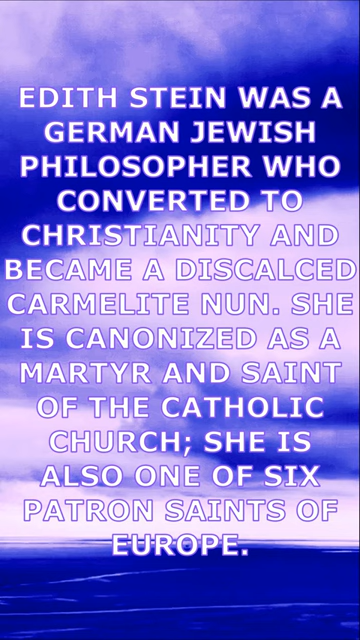 EDITH STEIN WAS A
GERMAN JEWISH
PHILOSOPHER WHO
CONVERTED TO
CHRISTIANITY AND
BECAME A DISCALCED
CARMELITE NUN. SHE
IS CANONIZED AS A
MARTYR AND SAINT
OF THE CATHOLIC
CHURCH; SHE IS
ALSO ONE OF SIX
PATRON SAINTS OF
EUROPE.